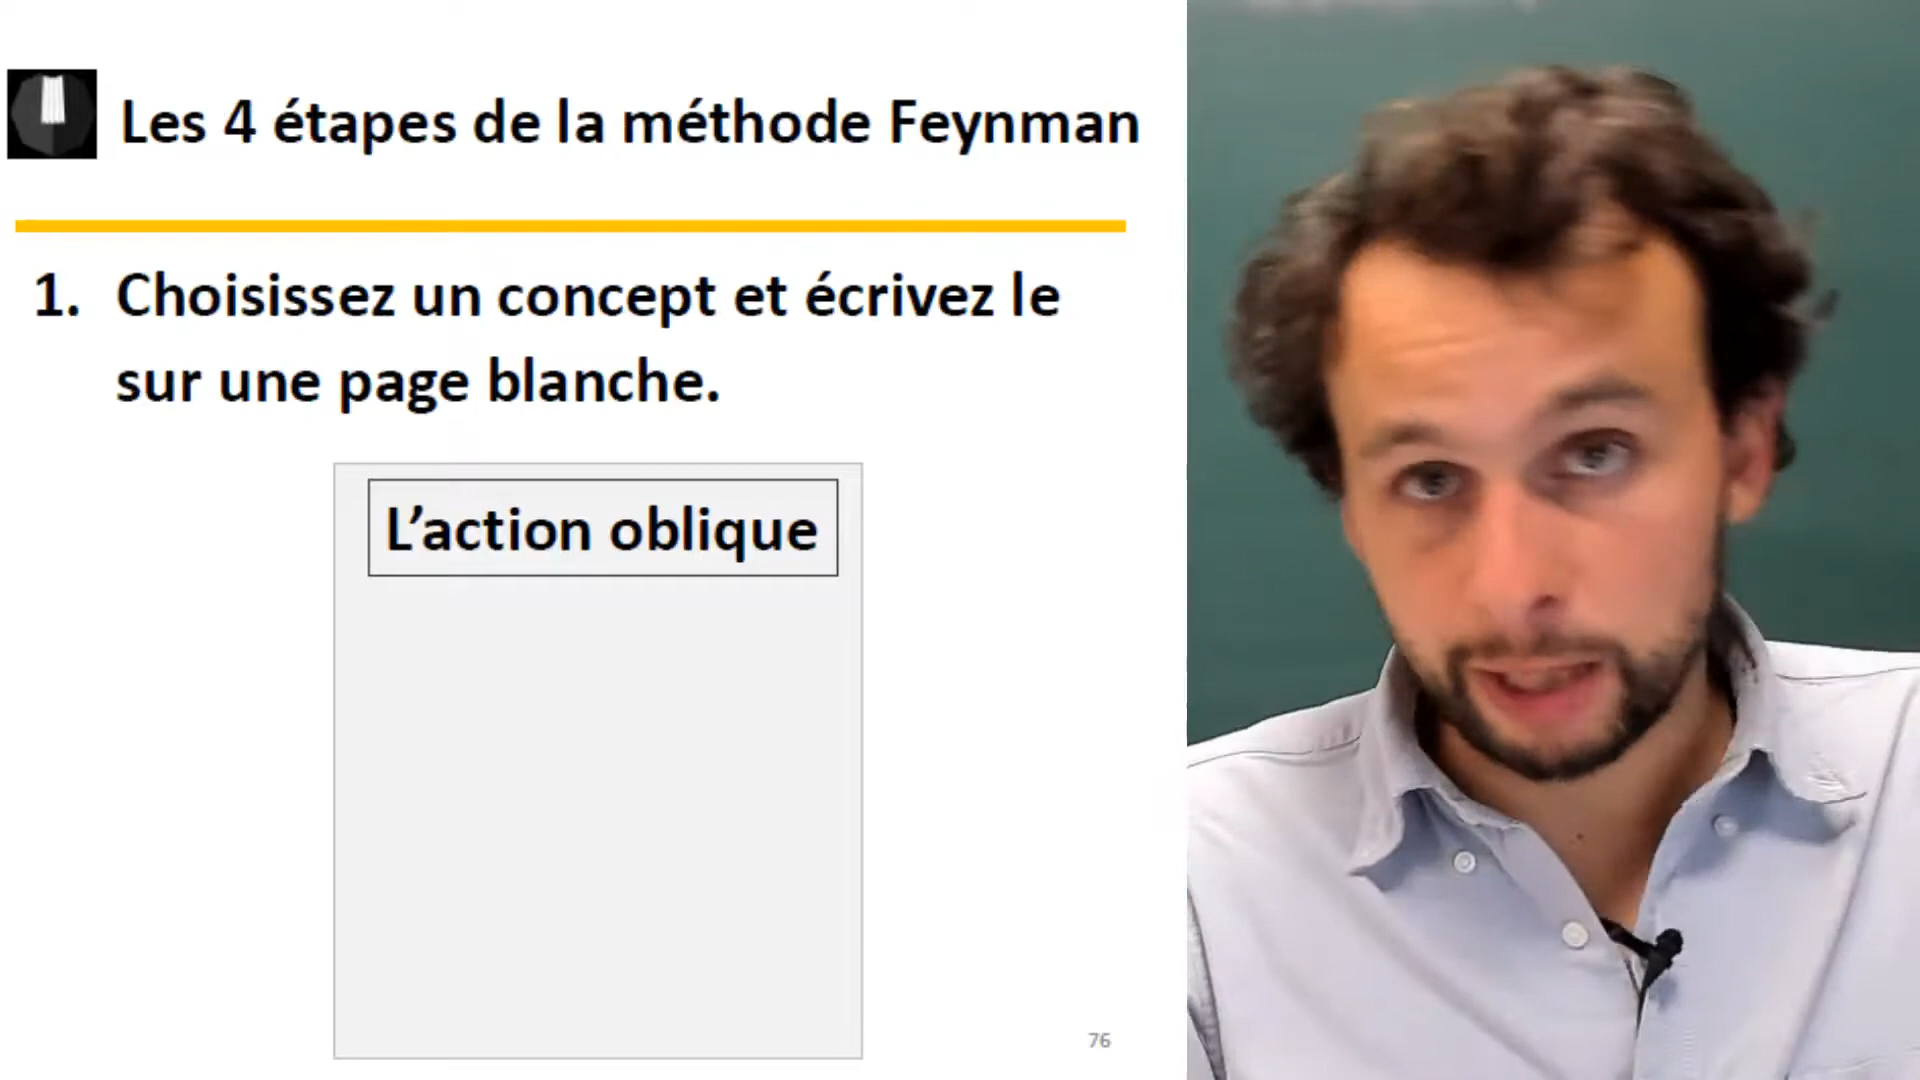 Les 4 étapes de la méthode Feynman
1. Choisissez un concept et écrivez le
sur une page blanche.
L’action oblique
76